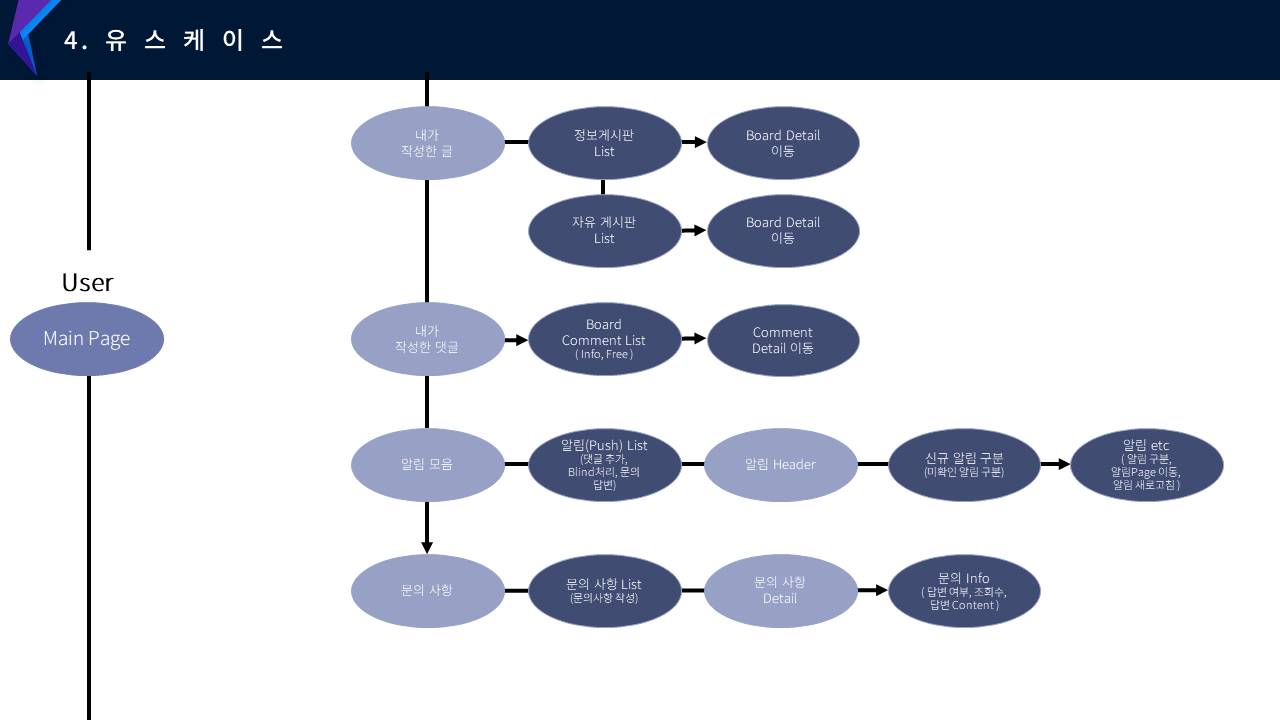 4. 유 스 케 이 스
User
Main Page
내가
작성한 글
정보게시판
List
Board Detail
이동
자유 게시판
List
Board Detail
이동
내가
작성한 댓글
Board
Comment List
( Info, Free )
Comment
Detail 이동
알림 모음
알림(Push) List
(댓글 추가,
Blind처리, 문의
답변)
알림 Header
신규 알림 구분
(미확인 알림 구분)
알림 etc
( 알림 구분,
알림Page 이동,
알림 새로고침 )
문의 사항
문의 사항 List
(문의사항 작성)
문의 사항
Detail
문의 Info
( 답변 여부, 조회수,
답변 Content )